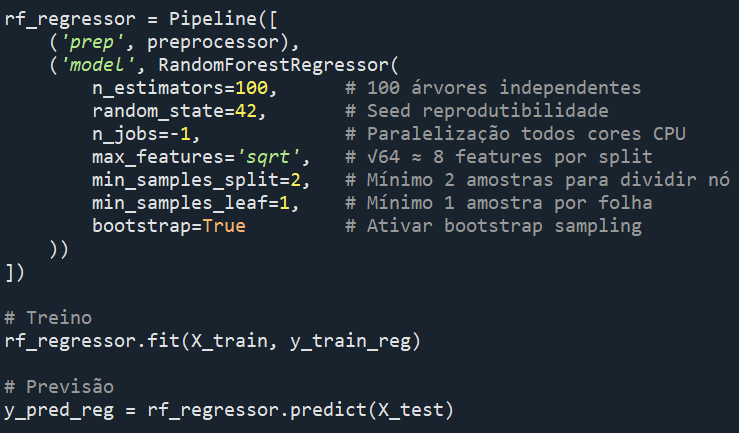 rf_regressor = Pipeline([
    ('prep', preprocessor),
    ('model', RandomForestRegressor(
        n_estimators=100,      # 100 árvores independentes
        random_state=42,       # Seed reprodutibilidade
        n_jobs=-1,             # Paralelização todos cores CPU
        max_features='sqrt',   # √64 ≈ 8 features por split
        min_samples_split=2,   # Mínimo 2 amostras para dividir nó
        min_samples_leaf=1,    # Mínimo 1 amostra por folha
        bootstrap=True         # Ativar bootstrap sampling
    ))
])
# Treino
rf_regressor.fit(X_train, y_train_reg)
# Previsão
y_pred_reg = rf_regressor.predict(X_test)